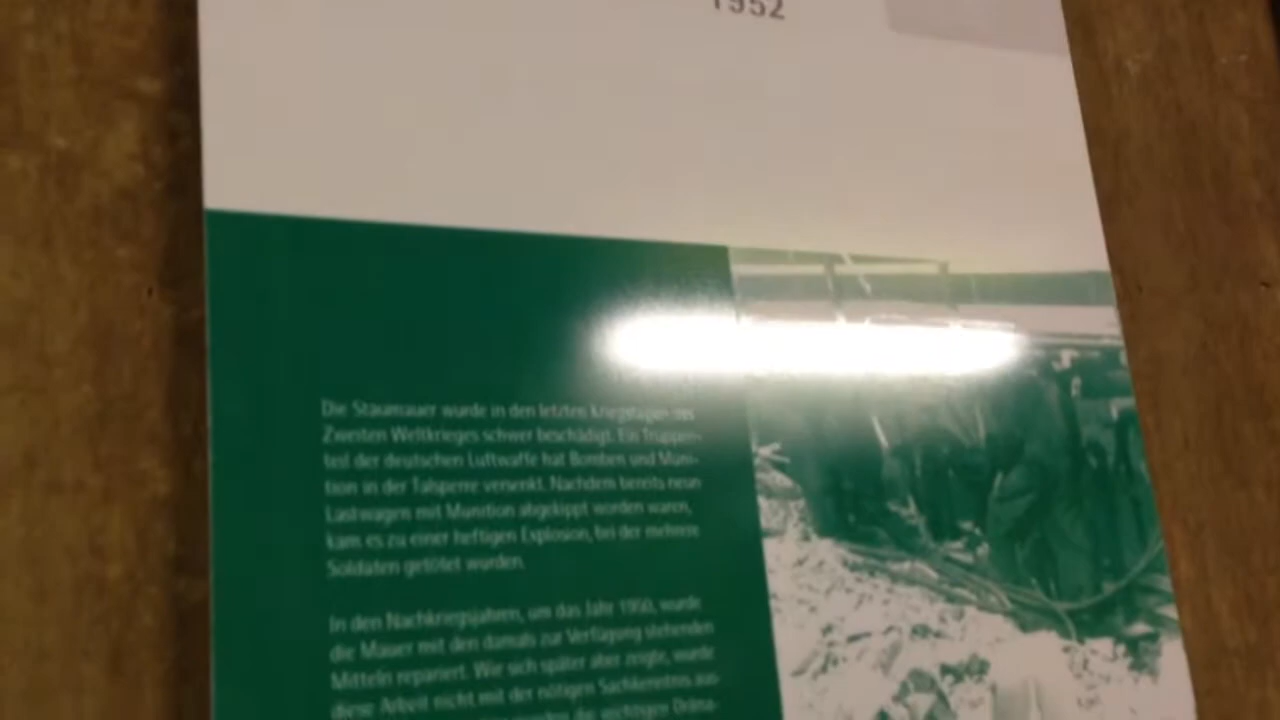 1952
Die Staumauer wurde in den letzten Kriegstagen des
Zweiten Weltkrieges schwer beschädigt. Ein Truppen-
teil der deutschen Luftwaffe hat Bomben und Muni-
tion in der Talsperre versenkt. Nachdem bereits neun
Lastwagen mit Munition abgekippt worden waren,
kam es zu einer heftigen Explosion, bei der mehrere
Soldaten getötet wurden.
In den Nachkriegsjahren, um das Jahr 1950, wurde
die Mauer mit den damals zur Verfügung stehenden
Mitteln repariert. Wie sich später aber zeigte, wurde
diese Arbeit nicht mit der nötigen Sachkenntnis aus-
wurden die wichtigen Dräna-